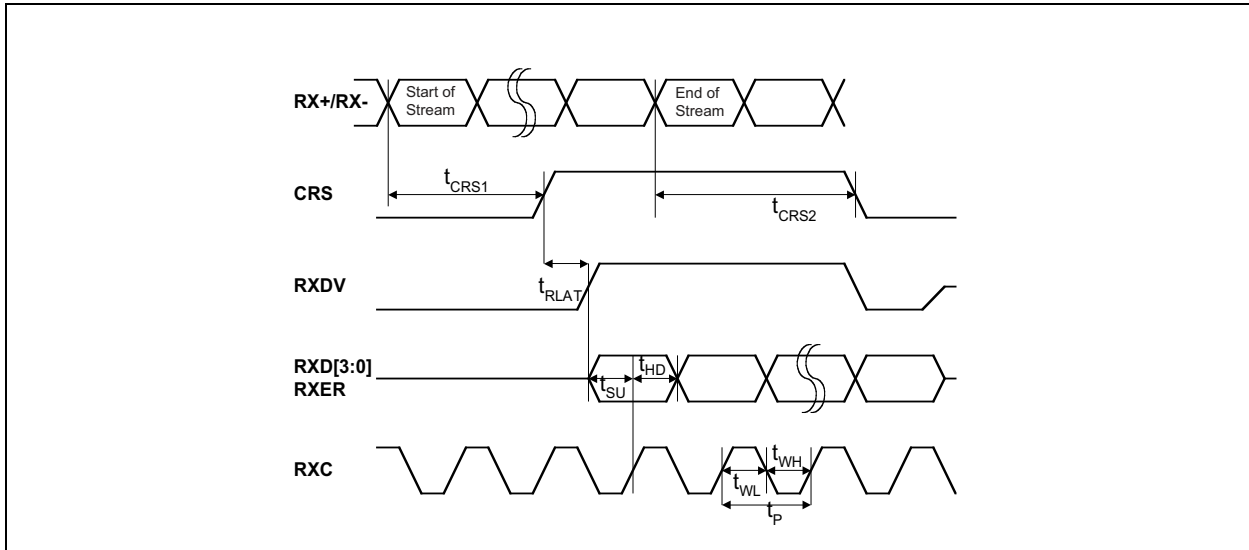 RX+/RX-
Start of
Stream
End of
Stream
CRS
tCRS1
tCRS2
RXDV
tRLAT
RXD[3:0]
RXER
tSU
tHD
RXC
tWL
tWH
tP